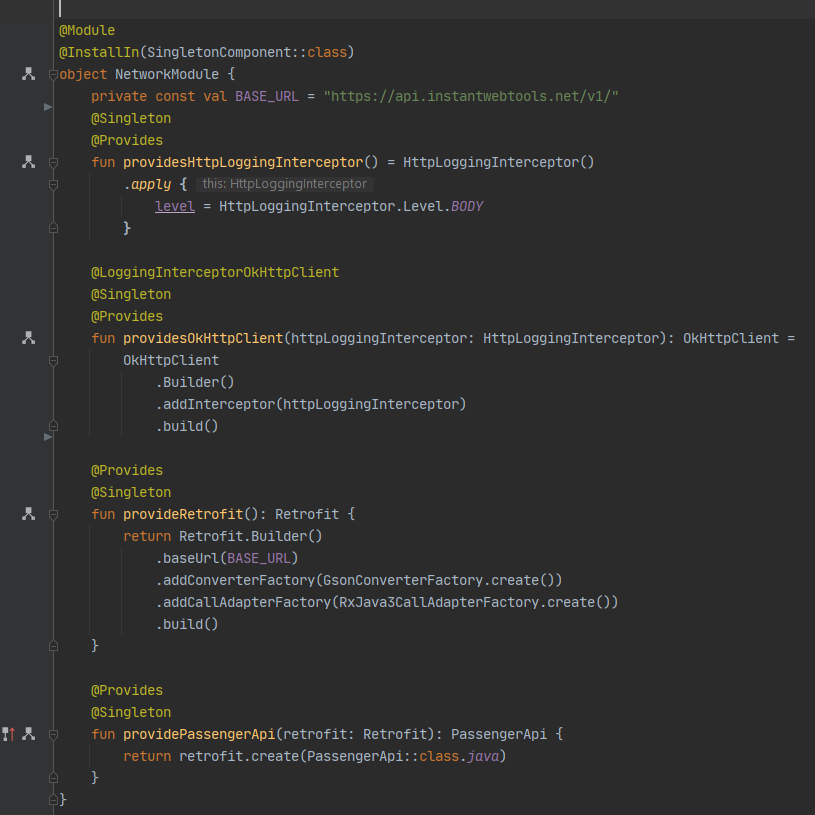 @Module
@InstallIn(SingletonComponent::class)
object NetworkModule {
    private const val BASE_URL = "https://api.instantwebtools.net/v1/"
    @Singleton
    @Provides
    fun providesHttpLoggingInterceptor() = HttpLoggingInterceptor()
        .apply { this: HttpLoggingInterceptor
            level = HttpLoggingInterceptor.Level.BODY
        }

    @LoggingInterceptorOkHttpClient
    @Singleton
    @Provides
    fun providesOkHttpClient(httpLoggingInterceptor: HttpLoggingInterceptor): OkHttpClient =
        OkHttpClient
            .Builder()
            .addInterceptor(httpLoggingInterceptor)
            .build()

    @Provides
    @Singleton
    fun provideRetrofit(): Retrofit {
        return Retrofit.Builder()
            .baseUrl(BASE_URL)
            .addConverterFactory(GsonConverterFactory.create())
            .addCallAdapterFactory(RxJava3CallAdapterFactory.create())
            .build()
    }

    @Provides
    @Singleton
    fun providePassengerApi(retrofit: Retrofit): PassengerApi {
        return retrofit.create(PassengerApi::class.java)
    }
}